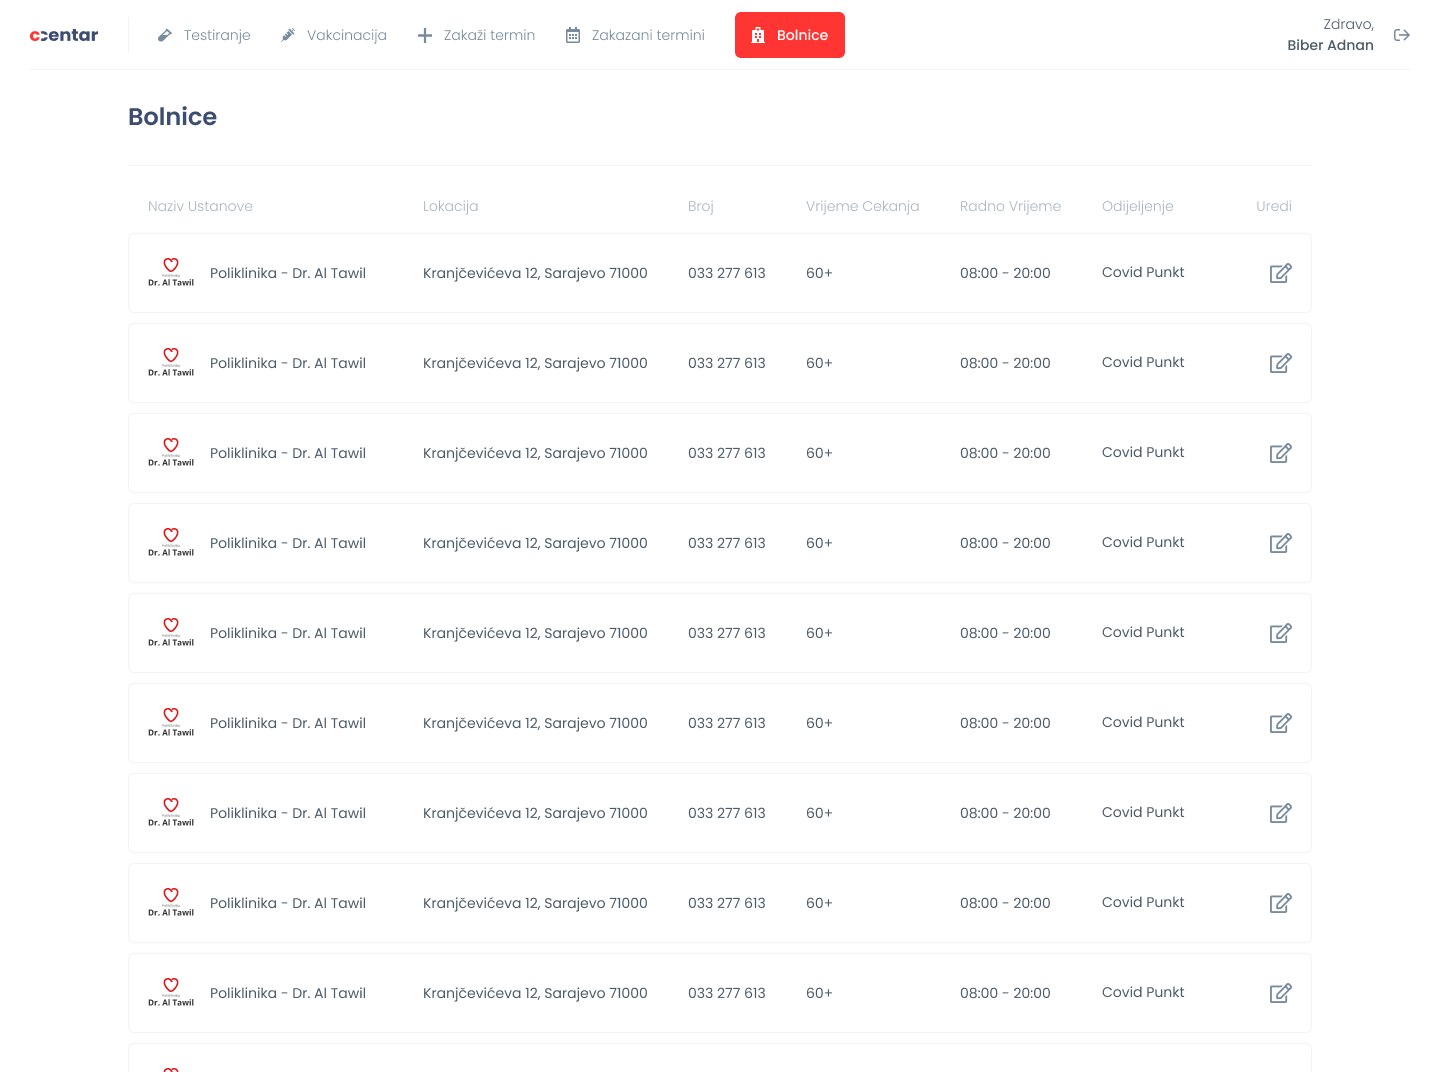 ccentar
Testiranje
Vakcinacija
Zakaži termin
Zakazani termini
Bolnice
Zdravo,
Biber Adnan
Bolnice
Naziv Ustanove Lokacija Broj Vrijeme Cekanja Radno Vrijeme Odijeljenje Uredi
Poliklinika
Dr. Al Tawil
Poliklinika - Dr. Al Tawil Kranjčevićeva 12, Sarajevo 71000 033 277 613 60+ 08:00 - 20:00 Covid Punkt
Poliklinika
Dr. Al Tawil
Poliklinika - Dr. Al Tawil Kranjčevićeva 12, Sarajevo 71000 033 277 613 60+ 08:00 - 20:00 Covid Punkt
Poliklinika
Dr. Al Tawil
Poliklinika - Dr. Al Tawil Kranjčevićeva 12, Sarajevo 71000 033 277 613 60+ 08:00 - 20:00 Covid Punkt
Poliklinika
Dr. Al Tawil
Poliklinika - Dr. Al Tawil Kranjčevićeva 12, Sarajevo 71000 033 277 613 60+ 08:00 - 20:00 Covid Punkt
Poliklinika
Dr. Al Tawil
Poliklinika - Dr. Al Tawil Kranjčevićeva 12, Sarajevo 71000 033 277 613 60+ 08:00 - 20:00 Covid Punkt
Poliklinika
Dr. Al Tawil
Poliklinika - Dr. Al Tawil Kranjčevićeva 12, Sarajevo 71000 033 277 613 60+ 08:00 - 20:00 Covid Punkt
Poliklinika
Dr. Al Tawil
Poliklinika - Dr. Al Tawil Kranjčevićeva 12, Sarajevo 71000 033 277 613 60+ 08:00 - 20:00 Covid Punkt
Poliklinika
Dr. Al Tawil
Poliklinika - Dr. Al Tawil Kranjčevićeva 12, Sarajevo 71000 033 277 613 60+ 08:00 - 20:00 Covid Punkt
Poliklinika
Dr. Al Tawil
Poliklinika - Dr. Al Tawil Kranjčevićeva 12, Sarajevo 71000 033 277 613 60+ 08:00 - 20:00 Covid Punkt